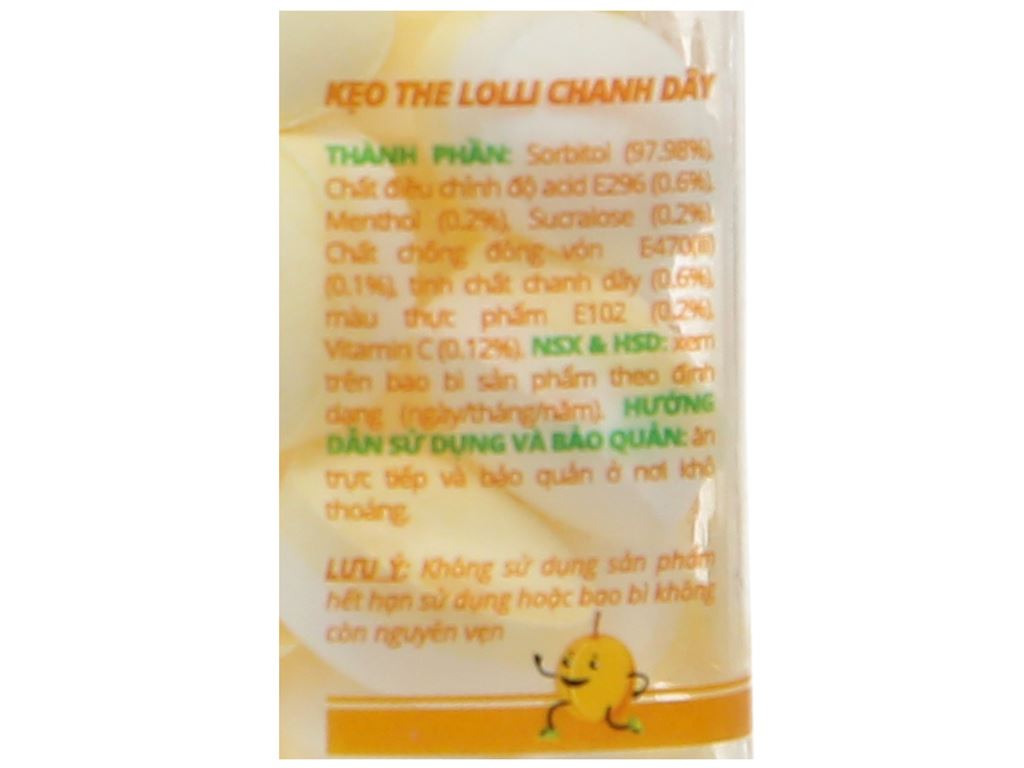 KẸO THE LOLLI CHANH DÂY
THÀNH PHẦN: Sorbitol (97.98%),
Chất điều chỉnh độ acid E296 (0.6%),
Menthol (0.2%), Sucralose (0.2%),
Chất chống đông vón E470(iii)
(0.1%), tinh chất chanh dây (0.6%),
màu thực phẩm E102 (0.2%),
Vitamin C (0.12%). NSX & HSD: xem
trên bao bì sản phẩm theo định
dạng (ngày/tháng/năm). HƯỚNG
DẪN SỬ DỤNG VÀ BẢO QUẢN: ăn
trực tiếp và bảo quản ở nơi khô
thoáng.
LƯU Ý: Không sử dụng sản phẩm
hết hạn sử dụng hoặc bao bì không
còn nguyên vẹn